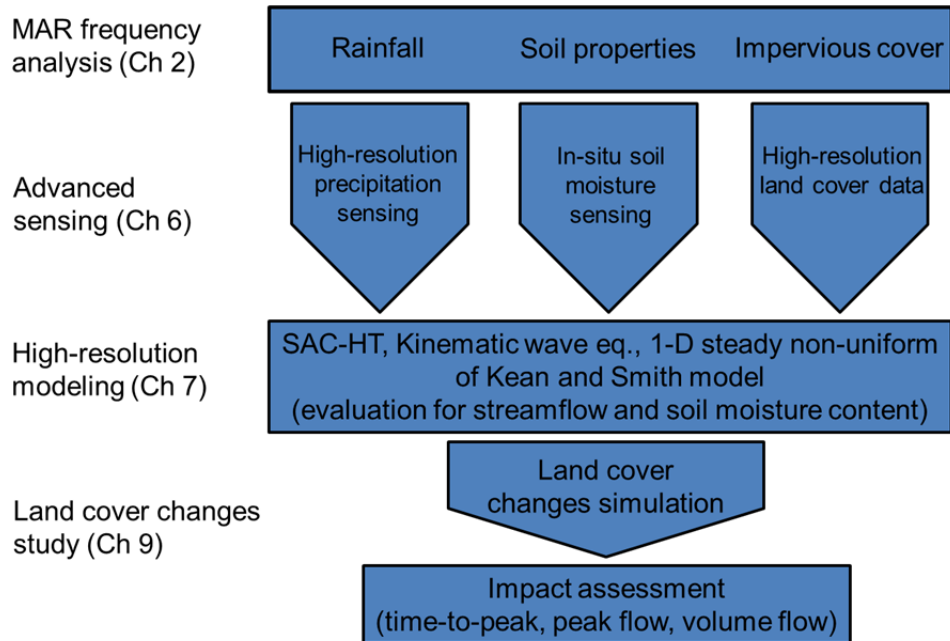 MAR frequency
analysis (Ch 2)
Rainfall
Soil properties
Impervious cover
Advanced
sensing (Ch 6)
High-resolution
precipitation
sensing
In-situ soil
moisture
sensing
High-resolution
land cover data
High-resolution
modeling (Ch 7)
SAC-HT, Kinematic wave eq., 1-D steady non-uniform
of Kean and Smith model
(evaluation for streamflow and soil moisture content)
Land cover changes
study (Ch 9)
Land cover
changes simulation
Impact assessment
(time-to-peak, peak flow, volume flow)